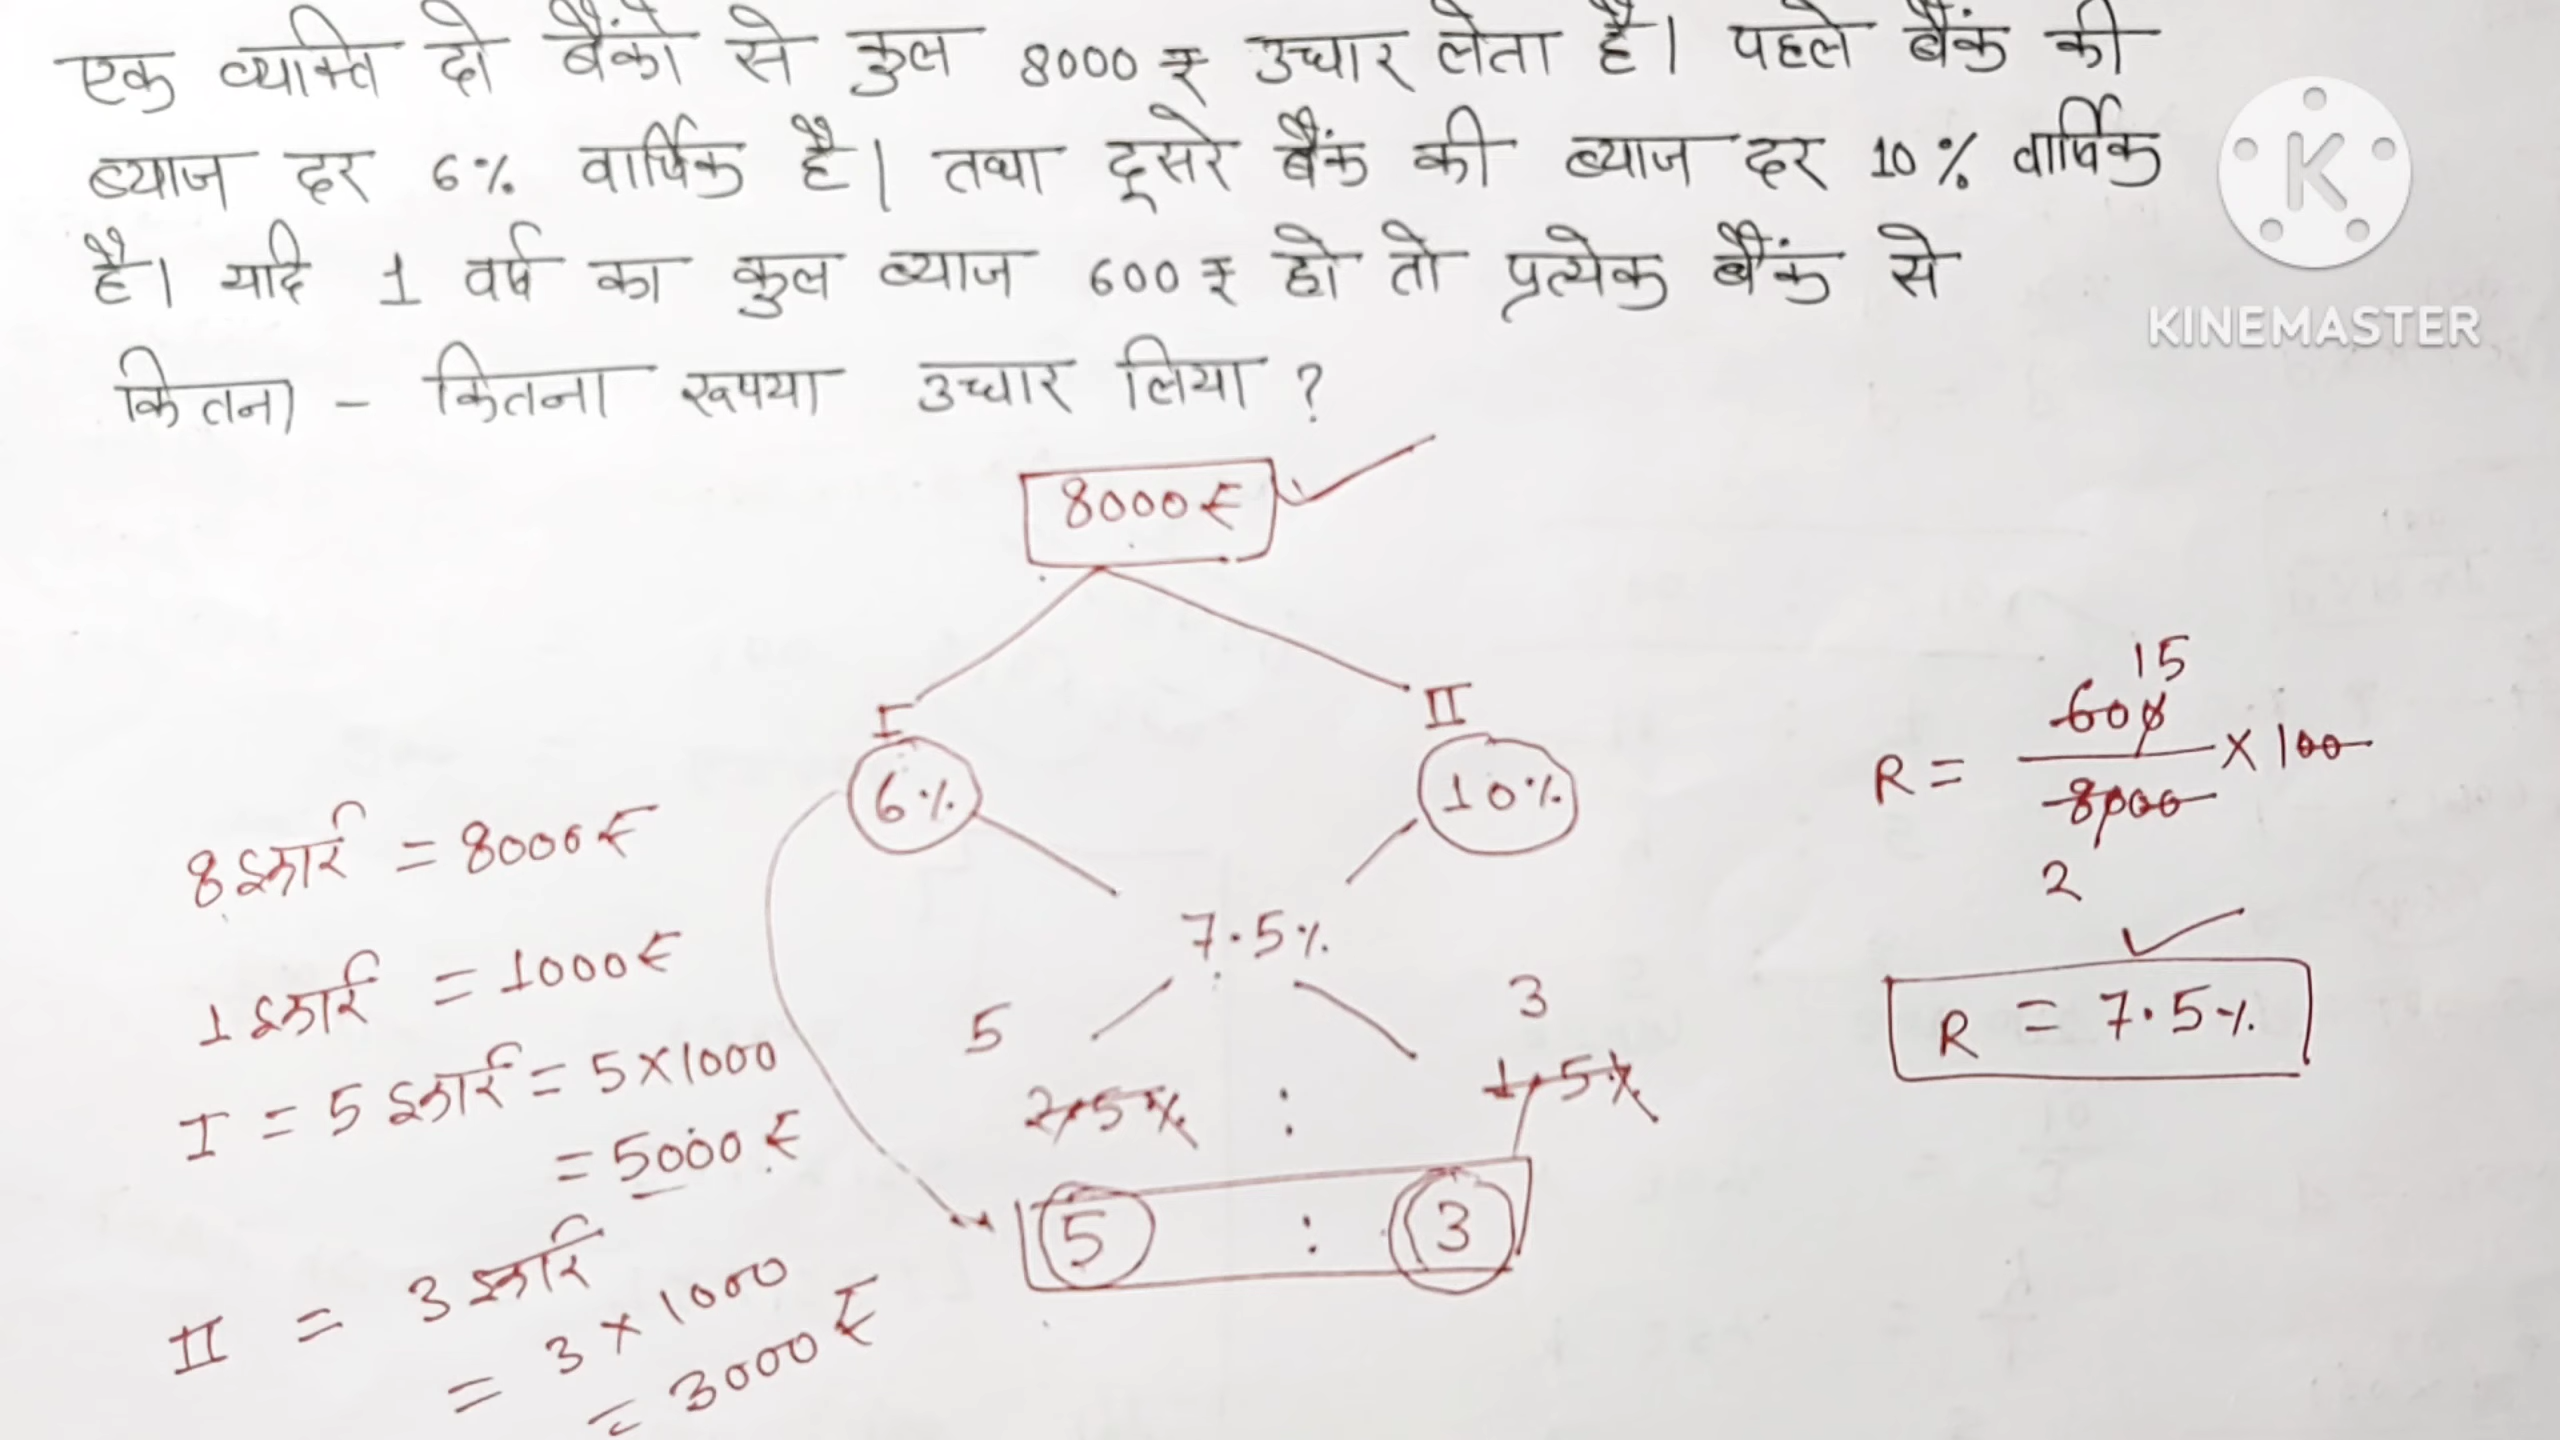 एक व्यक्ति दो बैंको से कुल 8000 ₹ उधार लेता है। पहले बैंक की
ब्याज दर 6% वार्षिक है। तथा दूसरे बैंक की ब्याज दर 10% वार्षिक
है। यदि 1 वर्ष का कुल ब्याज 600 ₹ हो तो प्रत्येक बैंक से
कितना - कितना रूपया उधार लिया ?
K
KINEMASTER
8000 ₹
I II
6% 10%
7.5%
5 3
2.5% : 1.5%
5 : 3
8 इकाई = 8000 ₹
1 इकाई = 1000 ₹
I = 5 इकाई = 5×1000
= 5000 ₹
II = 3 इकाई
= 3 × 1000
= 3000 ₹
15
R = 600/8000 × 100
2
R = 7.5%